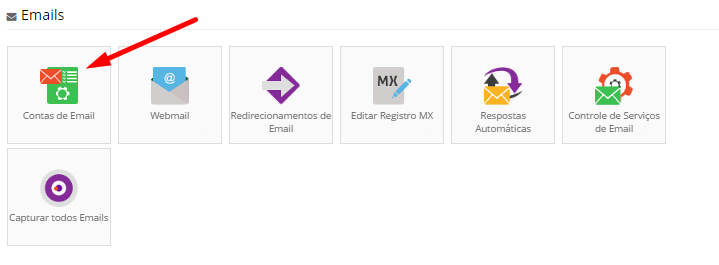 Emails
@
MX
Contas de Email
Webmail
Redirecionamentos de
Email
Editar Registro MX
Respostas
Automáticas
Controle de Serviços
de Email
Capturar todos Emails